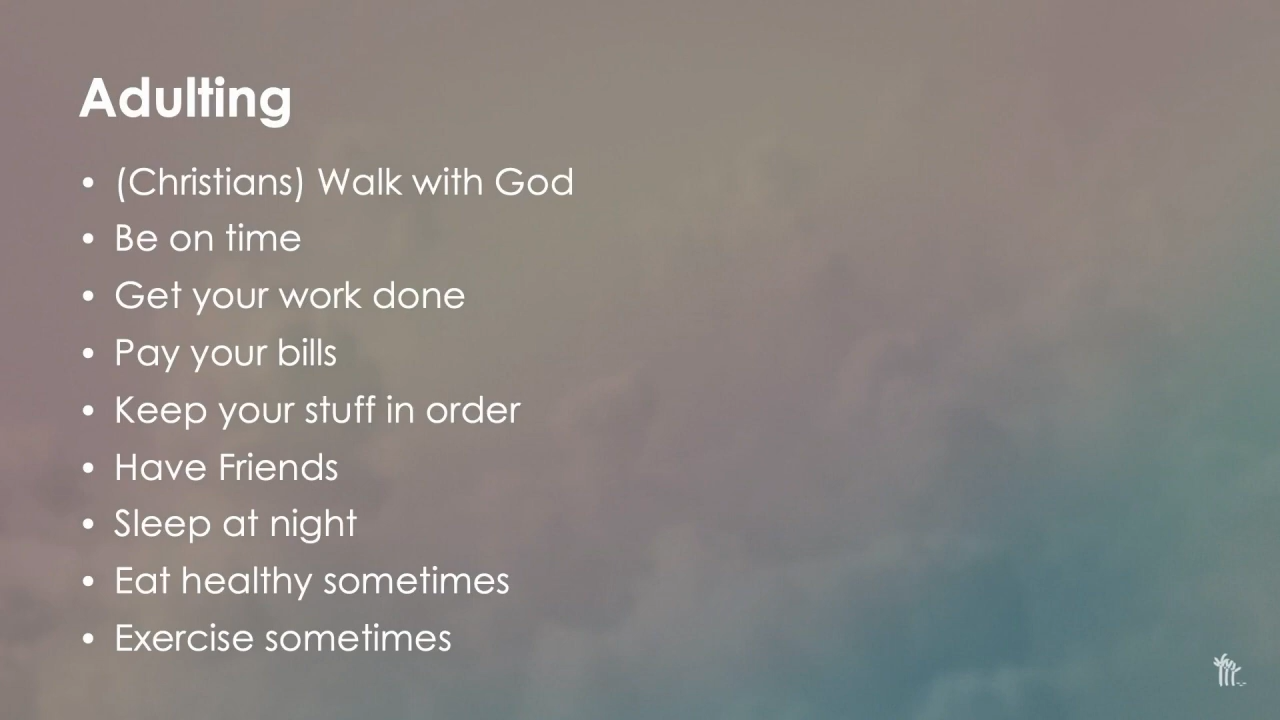 Adulting
• (Christians) Walk with God
• Be on time
• Get your work done
• Pay your bills
• Keep your stuff in order
• Have Friends
• Sleep at night
• Eat healthy sometimes
• Exercise sometimes